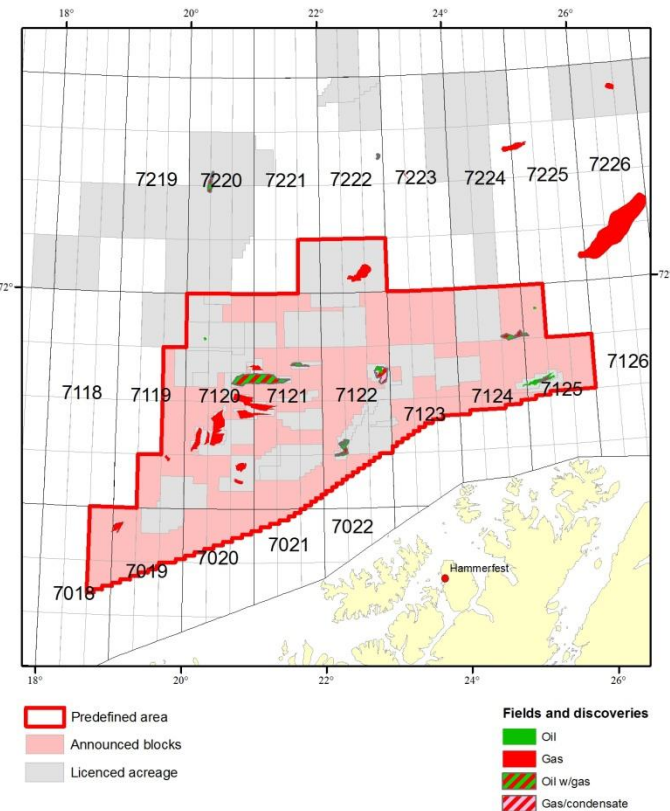 18° 20° 22° 24° 26°
7219 7220 7221 7222 7223 7224 7225 7226
72° 72°
7118 7119 7120 7121 7122 7123 7124 7125 7126
7018 7019 7020 7021 7022
Hammerfest
18° 20° 22° 24° 26°
Predefined area
Announced blocks
Licenced acreage
Fields and discoveries
Oil
Gas
Oil w/gas
Gas/condensate